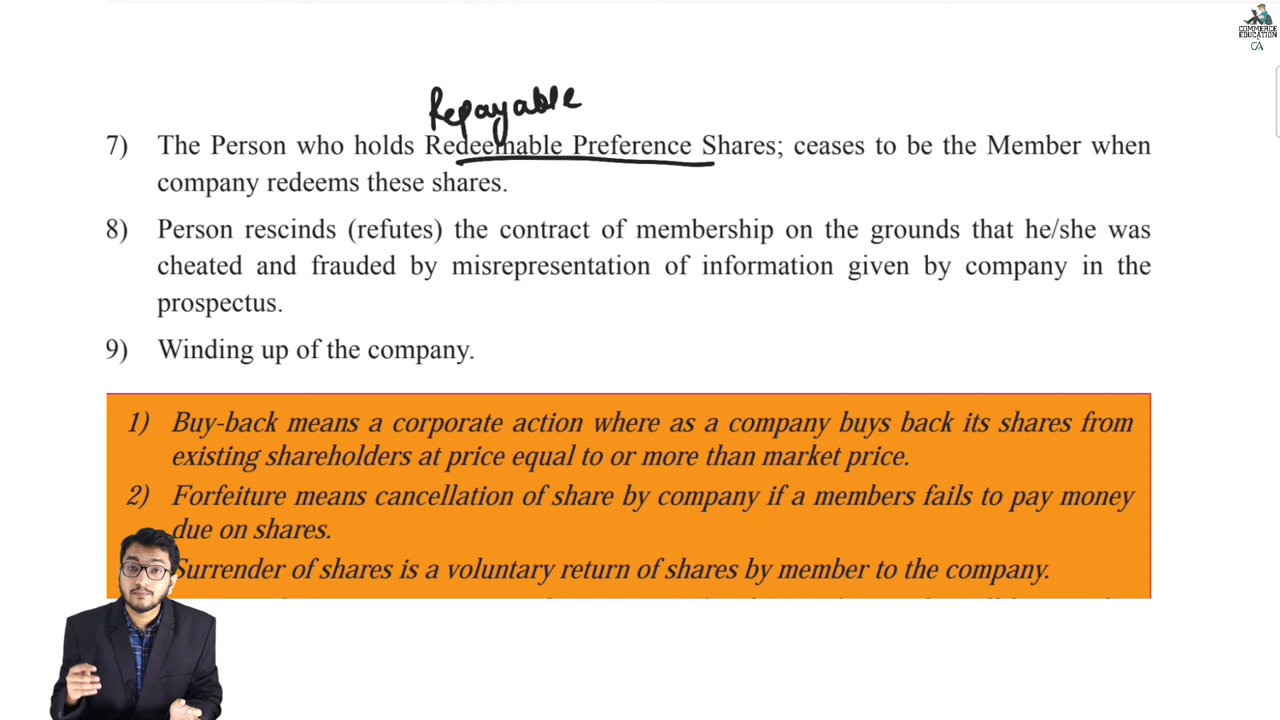 COMMERCE
EDUCATION
CA
Repayable
7) The Person who holds Redeemable Preference Shares; ceases to be the Member when
company redeems these shares.
8) Person rescinds (refutes) the contract of membership on the grounds that he/she was
cheated and frauded by misrepresentation of information given by company in the
prospectus.
9) Winding up of the company.
1) Buy-back means a corporate action where as a company buys back its shares from
existing shareholders at price equal to or more than market price.
2) Forfeiture means cancellation of share by company if a members fails to pay money
due on shares.
Surrender of shares is a voluntary return of shares by member to the company.